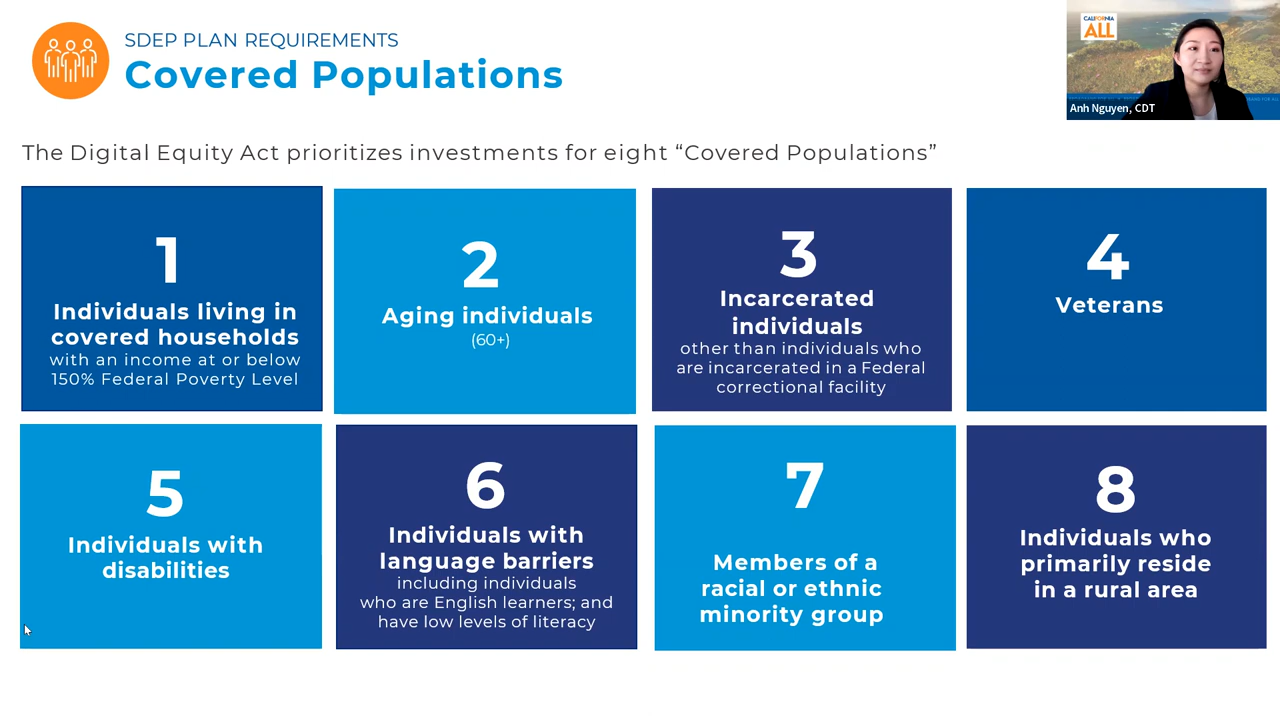 SDEP PLAN REQUIREMENTS
Covered Populations
CALIFORNIA
ALL
Anh Nguyen, CDT
The Digital Equity Act prioritizes investments for eight “Covered Populations”
1
Individuals living in
covered households
with an income at or below
150% Federal Poverty Level
2
Aging individuals
(60+)
3
Incarcerated
individuals
other than individuals who
are incarcerated in a Federal
correctional facility
4
Veterans
5
Individuals with
disabilities
6
Individuals with
language barriers
including individuals
who are English learners; and
have low levels of literacy
7
Members of a
racial or ethnic
minority group
8
Individuals who
primarily reside
in a rural area